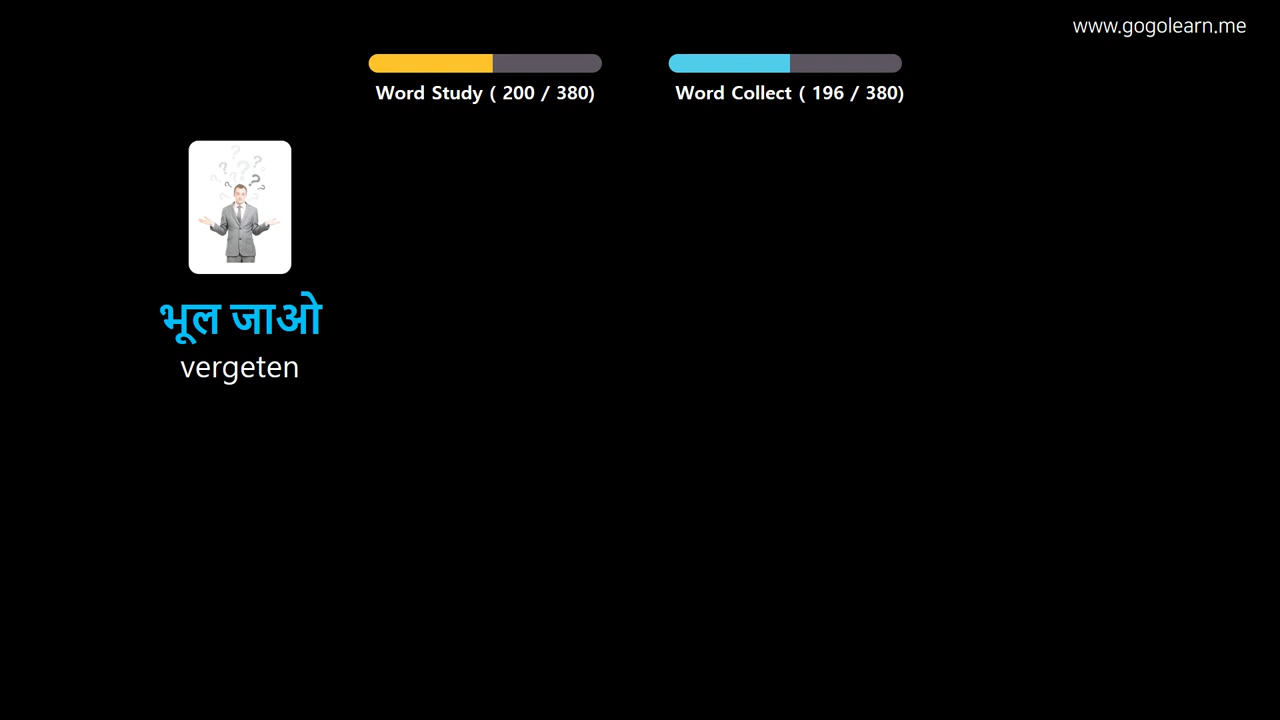 www.gogolearn.me
Word Study ( 200 / 380)
Word Collect ( 196 / 380)
भूल जाओ
vergeten